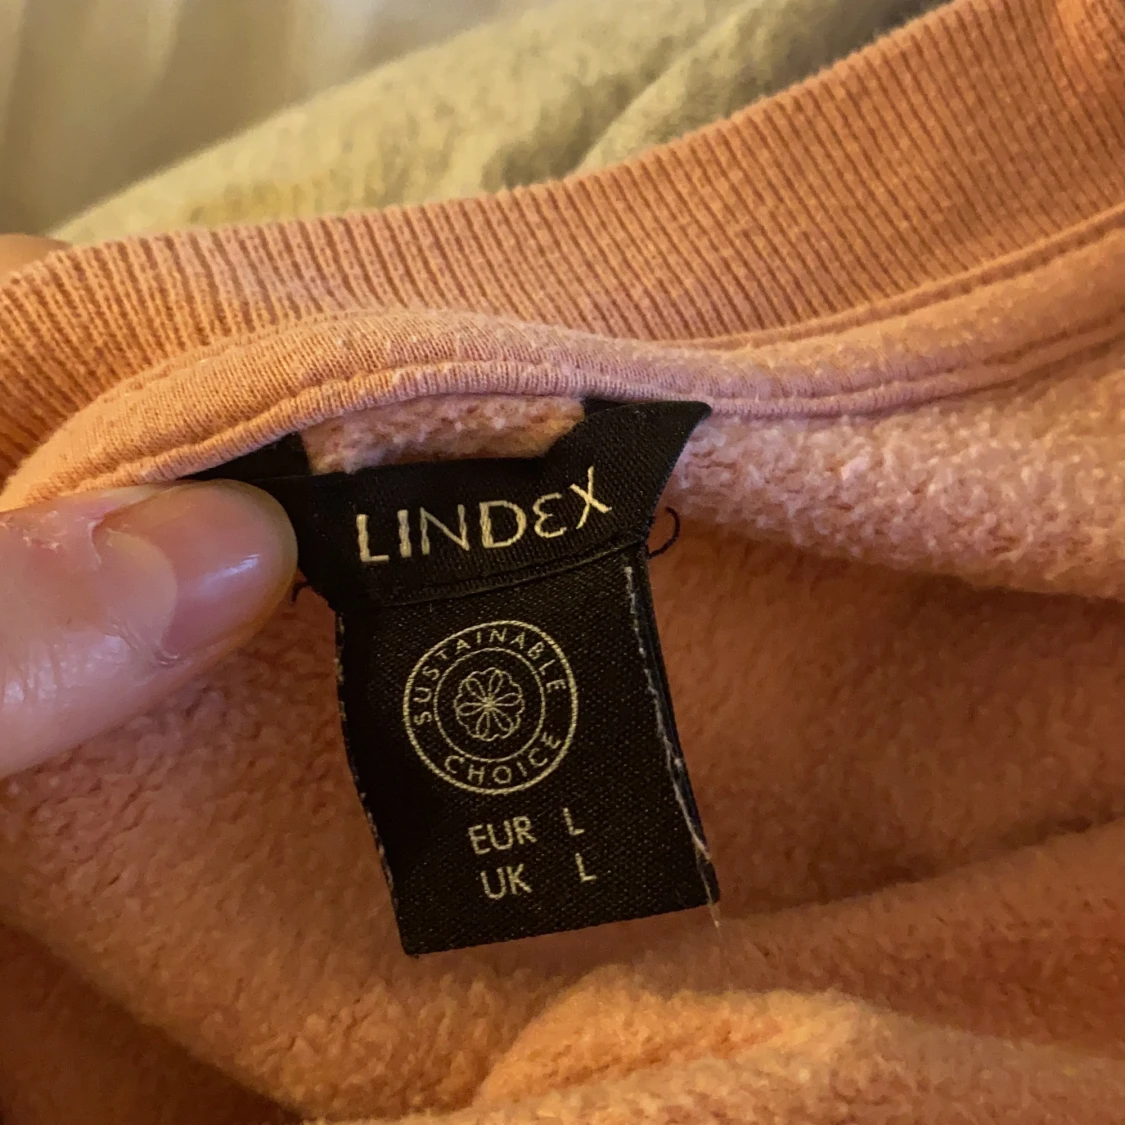 LINDEX
SUSTAINABLE
CHOICE
EUR L
UK L